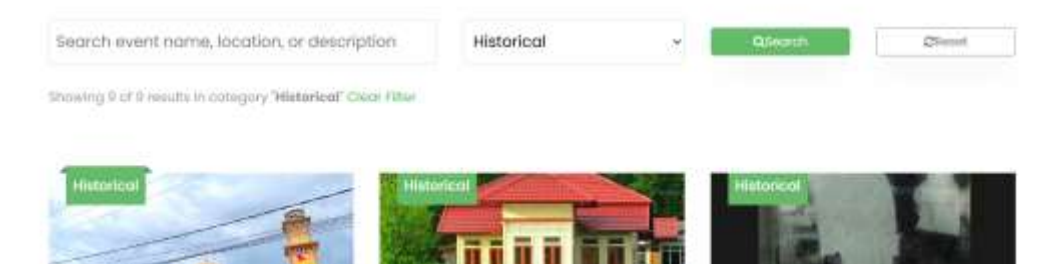 Search event name, location, or description
Historical
Search
Reset
Showing 9 of 9 results in category "Historical" Clear Filter
Historical
Historical
Historical